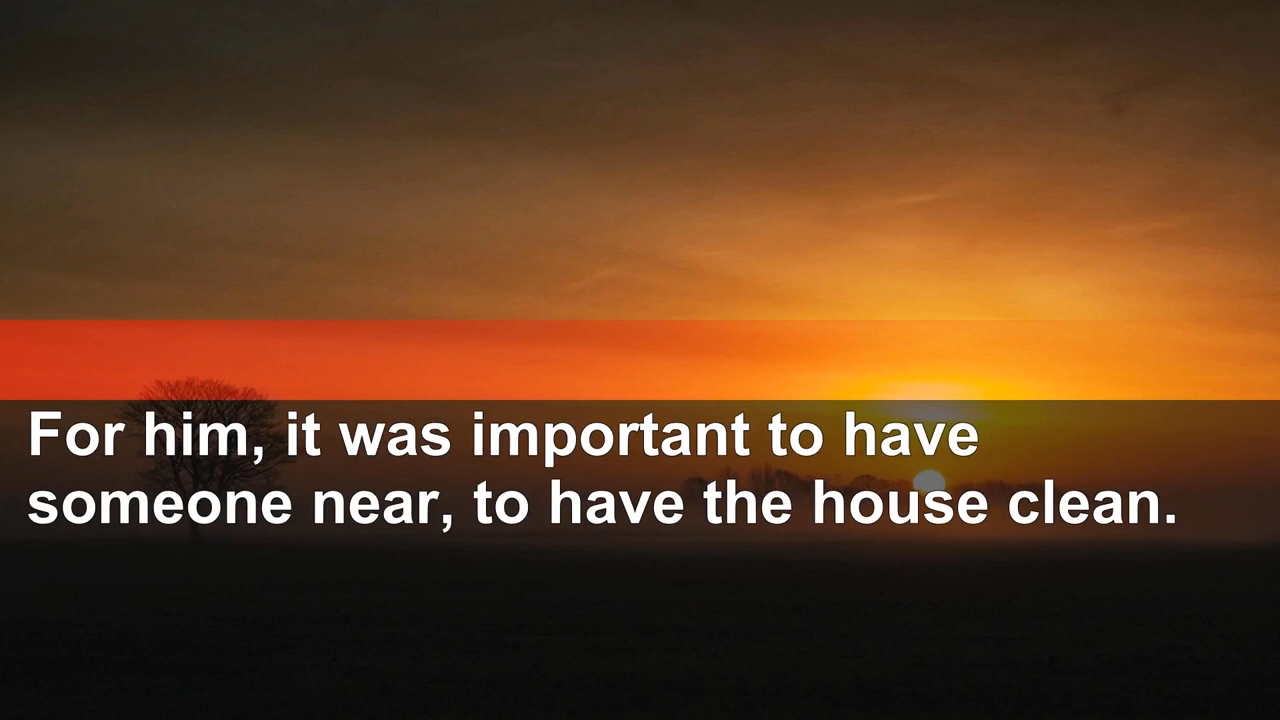 For him, it was important to have
someone near, to have the house clean.